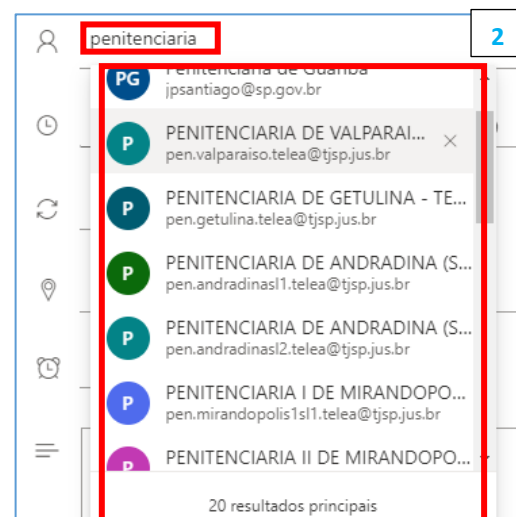 penitenciaria
2
PG
Penitenciaria de Guariba
jpsantiago@sp.gov.br
P
PENITENCIARIA DE VALPARAI...
pen.valparaiso.telea@tjsp.jus.br
P
PENITENCIARIA DE GETULINA - TE...
pen.getulina.telea@tjsp.jus.br
P
PENITENCIARIA DE ANDRADINA (S...
pen.andradinasl1.telea@tjsp.jus.br
P
PENITENCIARIA DE ANDRADINA (S...
pen.andradinasl2.telea@tjsp.jus.br
P
PENITENCIARIA I DE MIRANDOPO...
pen.mirandopolis1sl1.telea@tjsp.jus.br
P
PENITENCIARIA II DE MIRANDOPO...
20 resultados principais